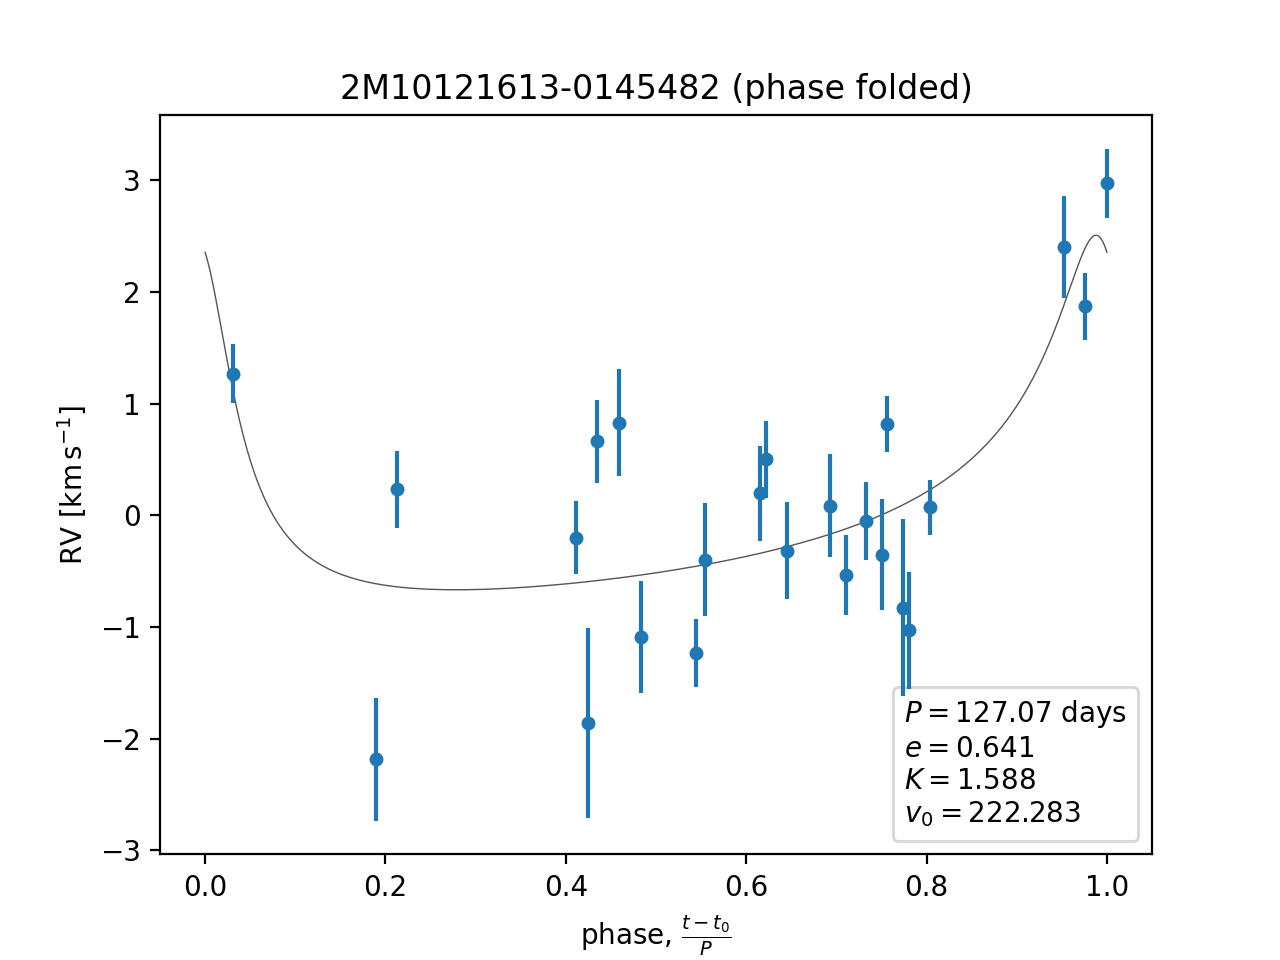 2M10121613-0145482 (phase folded)
3
2
1
0
−1
−2
−3
RV [km s⁻¹]
P = 127.07 days
e = 0.641
K = 1.588
v₀ = 222.283
0.0 0.2 0.4 0.6 0.8 1.0
phase, (t − t₀)/P